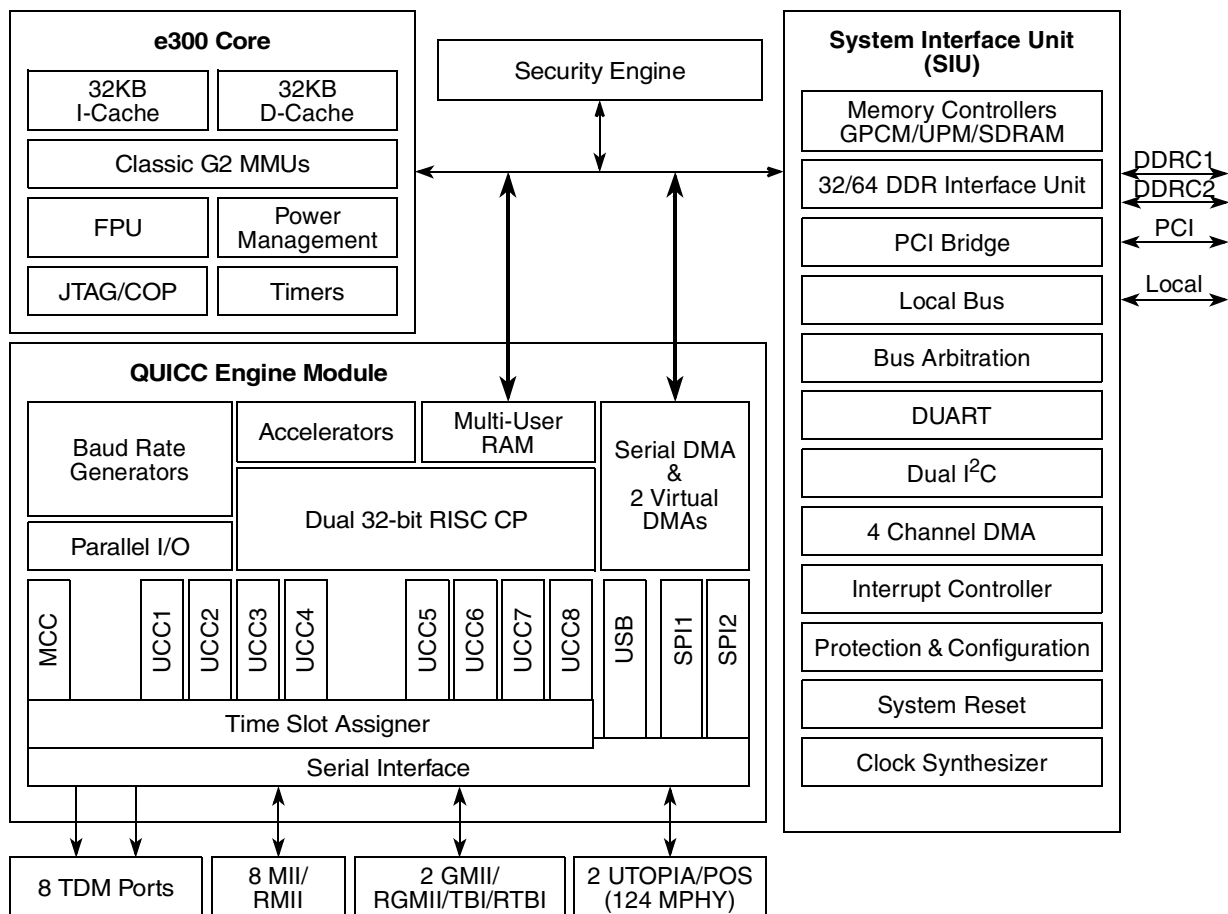 e300 Core
32KB
I-Cache
32KB
D-Cache
Classic G2 MMUs
FPU
Power
Management
JTAG/COP
Timers
Security Engine
System Interface Unit
(SIU)
Memory Controllers
GPCM/UPM/SDRAM
32/64 DDR Interface Unit
PCI Bridge
Local Bus
Bus Arbitration
DUART
Dual I²C
4 Channel DMA
Interrupt Controller
Protection & Configuration
System Reset
Clock Synthesizer
DDRC1
DDRC2
PCI
Local
QUICC Engine Module
Baud Rate
Generators
Parallel I/O
Accelerators
Multi-User
RAM
Dual 32-bit RISC CP
Serial DMA
&
2 Virtual
DMAs
MCC
UCC1
UCC2
UCC3
UCC4
UCC5
UCC6
UCC7
UCC8
USB
SPI1
SPI2
Time Slot Assigner
Serial Interface
8 TDM Ports
8 MII/
RMII
2 GMII/
RGMII/TBI/RTBI
2 UTOPIA/POS
(124 MPHY)